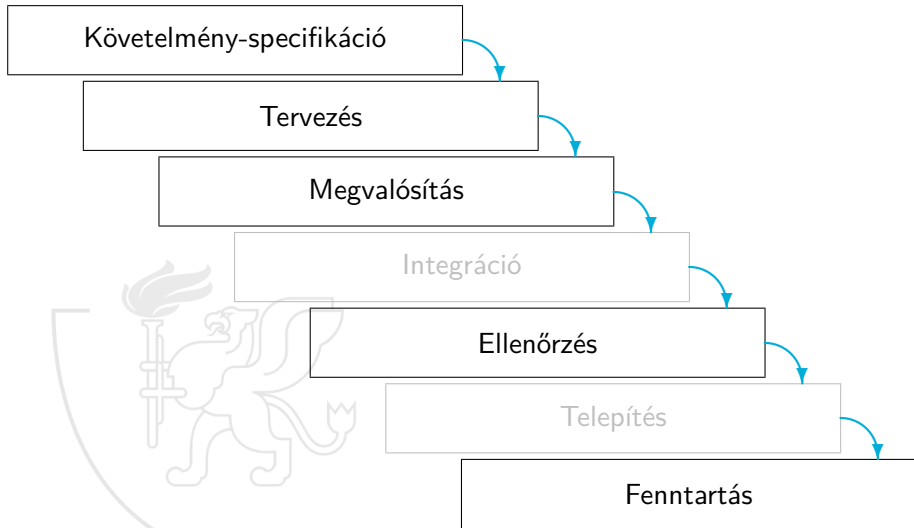 Követelmény-specifikáció
Tervezés
Megvalósítás
Integráció
Ellenőrzés
Telepítés
Fenntartás